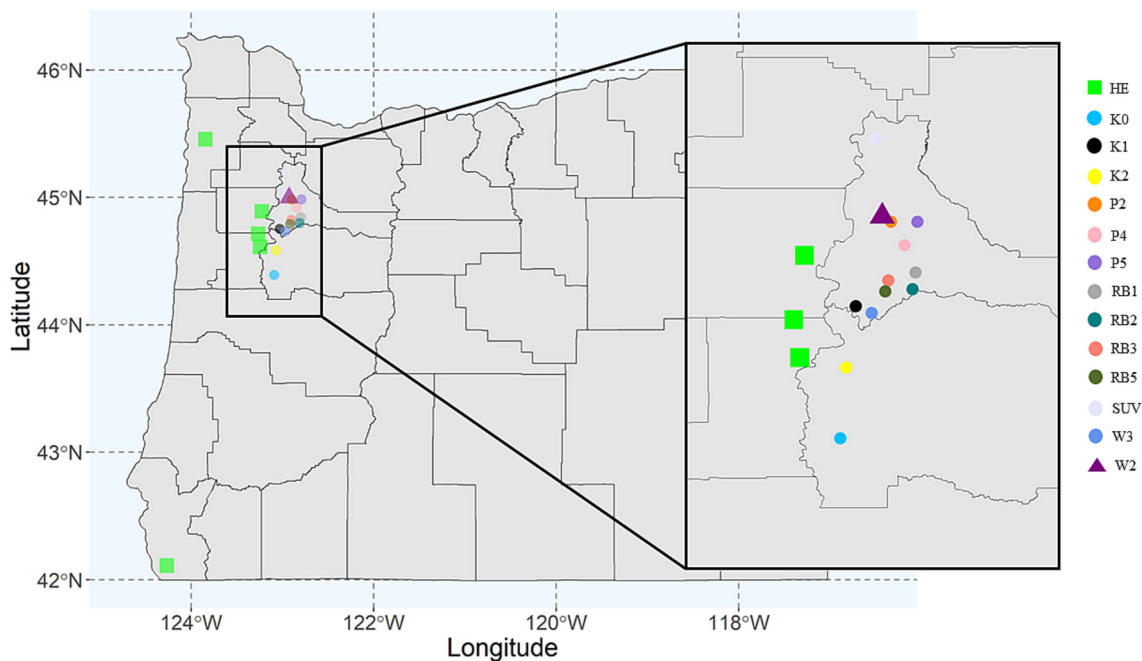 46°N
45°N
44°N
43°N
42°N
Latitude
124°W
122°W
120°W
118°W
Longitude
HE
K0
K1
K2
P2
P4
P5
RB1
RB2
RB3
RB5
SUV
W3
W2